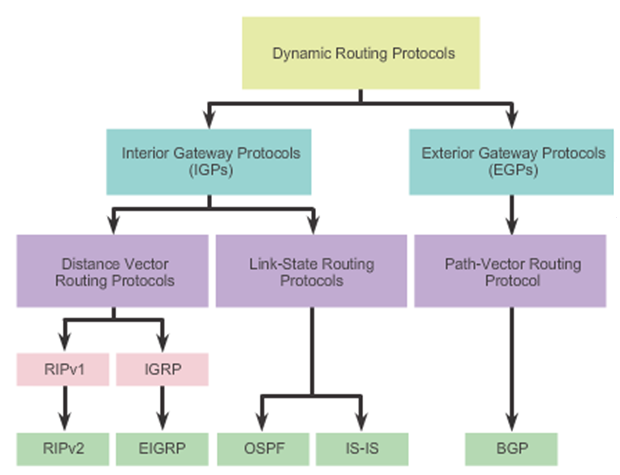 Dynamic Routing Protocols
Interior Gateway Protocols
(IGPs)
Exterior Gateway Protocols
(EGPs)
Distance Vector
Routing Protocols
Link-State Routing
Protocols
Path-Vector Routing
Protocol
RIPv1
IGRP
RIPv2
EIGRP
OSPF
IS-IS
BGP